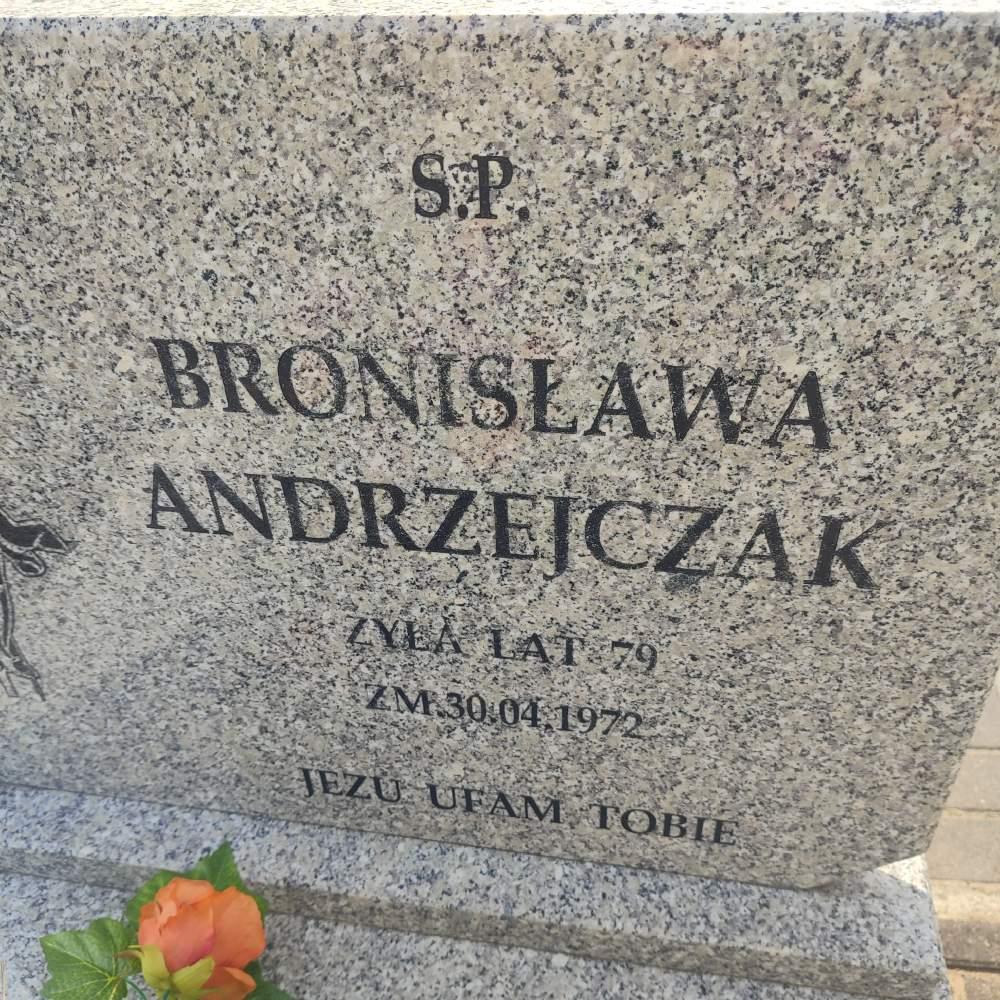 Ś.P.
BRONISŁAWA
ANDRZEJCZAK
ŻYŁA LAT 79
ZM.30.04.1972
JEZU UFAM TOBIE